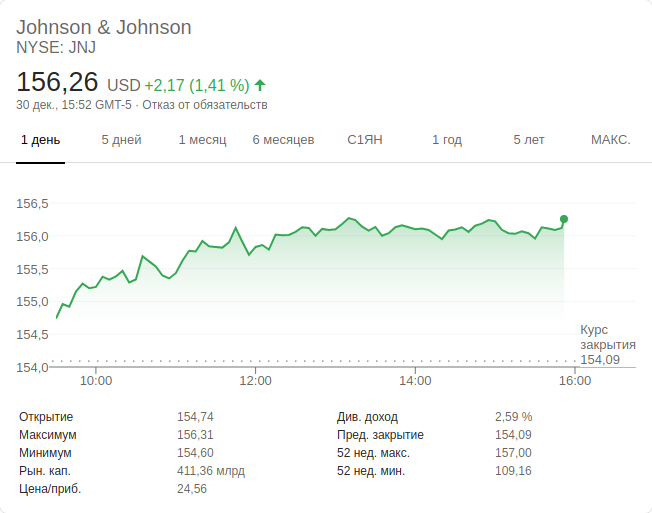 Johnson & Johnson
NYSE: JNJ
156,26 USD +2,17 (1,41 %)
30 дек., 15:52 GMT-5 · Отказ от обязательств
1 день 5 дней 1 месяц 6 месяцев С1ЯН 1 год 5 лет МАКС.
156,5
156,0
155,5
155,0
154,5
154,0
Курс
закрытия
154,09
10:00 12:00 14:00 16:00
Открытие 154,74 Див. доход 2,59 %
Максимум 156,31 Пред. закрытие 154,09
Минимум 154,60 52 нед. макс. 157,00
Рын. кап. 411,36 млрд 52 нед. мин. 109,16
Цена/приб. 24,56